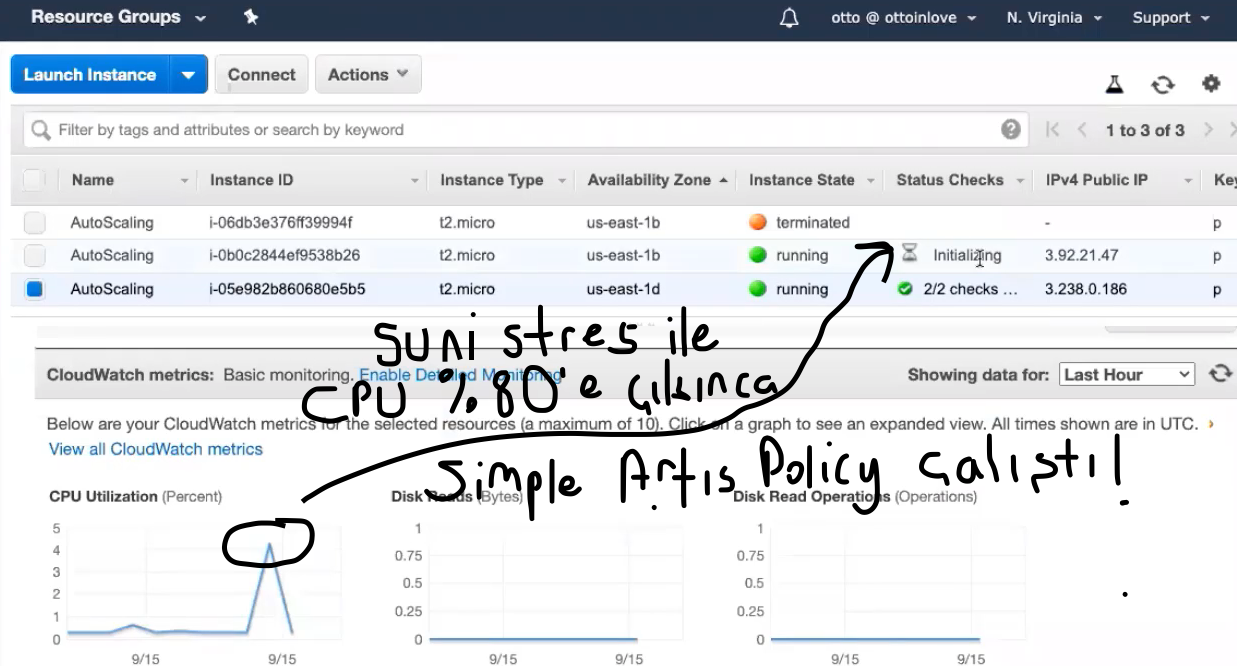 Resource Groups
otto @ ottoinlove
N. Virginia
Support
Launch Instance
Connect
Actions
Filter by tags and attributes or search by keyword
1 to 3 of 3
Name Instance ID Instance Type Availability Zone Instance State Status Checks IPv4 Public IP Key
AutoScaling i-06db3e376ff39994f t2.micro us-east-1b terminated - p
AutoScaling i-0b0c2844ef9538b26 t2.micro us-east-1b running Initializing 3.92.21.47 p
AutoScaling i-05e982b860680e5b5 t2.micro us-east-1d running 2/2 checks ... 3.238.0.186 p
Suni stres ile
CPU %80'e çıkınca
CloudWatch metrics: Basic monitoring. Enable Detailed Monitoring
Showing data for: Last Hour
Below are your CloudWatch metrics for the selected resources (a maximum of 10). Click on a graph to see an expanded view. All times shown are in UTC.
View all CloudWatch metrics
Simple Artış Policy çalıştı!
CPU Utilization (Percent)
5
4
3
2
1
0
9/15 9/15
Disk Reads (Bytes)
1
0.75
0.5
0.25
0
9/15 9/15
Disk Read Operations (Operations)
1
0.75
0.5
0.25
0
9/15 9/15